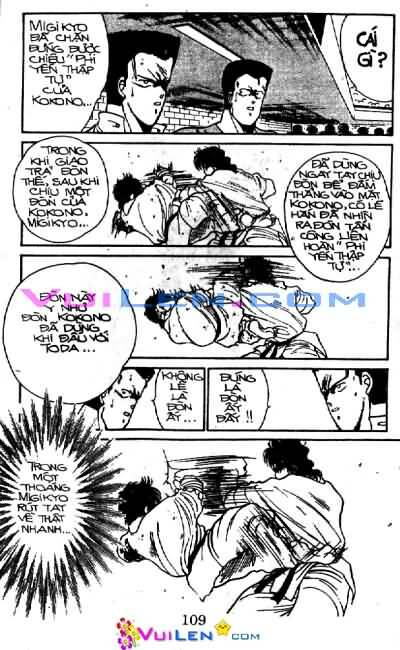 MIGIKYO
ĐÃ CHẶN
ĐỨNG ĐƯỢC
CHIÊU "PHI
YẾN THẬP
TỰ"
CỦA
KOKONO...
CÁI
GÌ?
TRONG
KHI GIAO
TRẢ ĐÒN
THẾ, SAU KHI
CHỊU MỘT
ĐÒN CỦA
KOKONO,
MIGIKYO...
ĐÃ DÙNG
NGAY TAY CHỊU
ĐÒN ĐỂ ĐẤM
THẲNG VÀO MẶT
KOKONO, CÓ LẼ
HẮN ĐÃ NHÌN
RA ĐÒN TẤN
CÔNG LIÊN
HOÀN "PHI
YẾN THẬP
TỰ"...
ĐÒN NÀY
Y NHƯ
ĐÒN KOKONO
ĐÃ DÙNG
KHI ĐẤU VỚI
TODA...
VUILEN.COM
KHÔNG
LẼ
LÀ
ĐÒN
ẤY...
ĐÚNG
LÀ
ĐÒN
ẤY
ĐẤY!!
TRONG
MỘT
THOÁNG
MIGIKYO
RÚT TAY
VỀ THẬT
NHANH...
109
VUILEN.COM